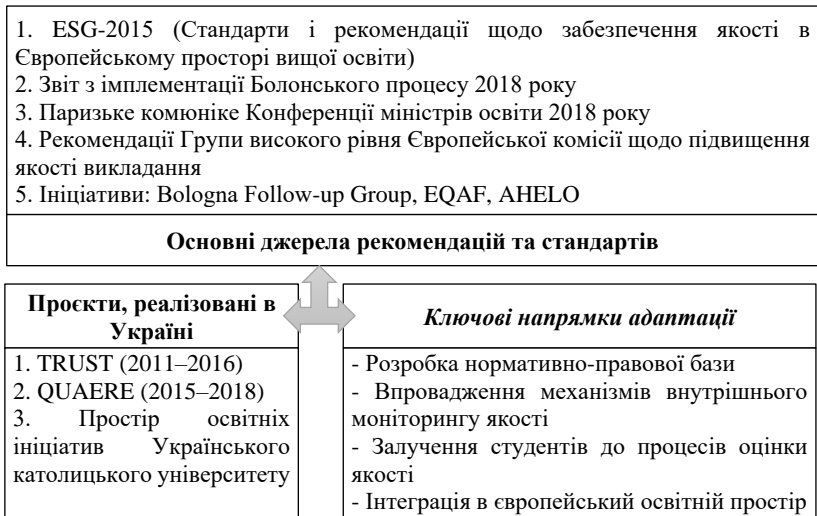 1. ESG-2015 (Стандарти і рекомендації щодо забезпечення якості в
Європейському просторі вищої освіти)
2. Звіт з імплементації Болонського процесу 2018 року
3. Паризьке комюніке Конференції міністрів освіти 2018 року
4. Рекомендації Групи високого рівня Європейської комісії щодо підвищення
якості викладання
5. Ініціативи: Bologna Follow-up Group, EQAF, AHELO
Основні джерела рекомендацій та стандартів
Проєкти, реалізовані в
Україні
1. TRUST (2011–2016)
2. QUAERE (2015–2018)
3. Простір освітніх
ініціатив Українського
католицького університету
Ключові напрямки адаптації
- Розробка нормативно-правової бази
- Впровадження механізмів внутрішнього
моніторингу якості
- Залучення студентів до процесів оцінки
якості
- Інтеграція в європейський освітній простір